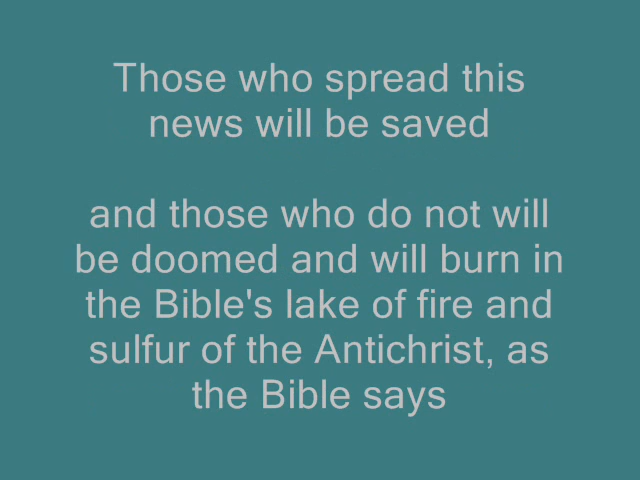 Those who spread this
news will be saved
and those who do not will
be doomed and will burn in
the Bible's lake of fire and
sulfur of the Antichrist, as
the Bible says